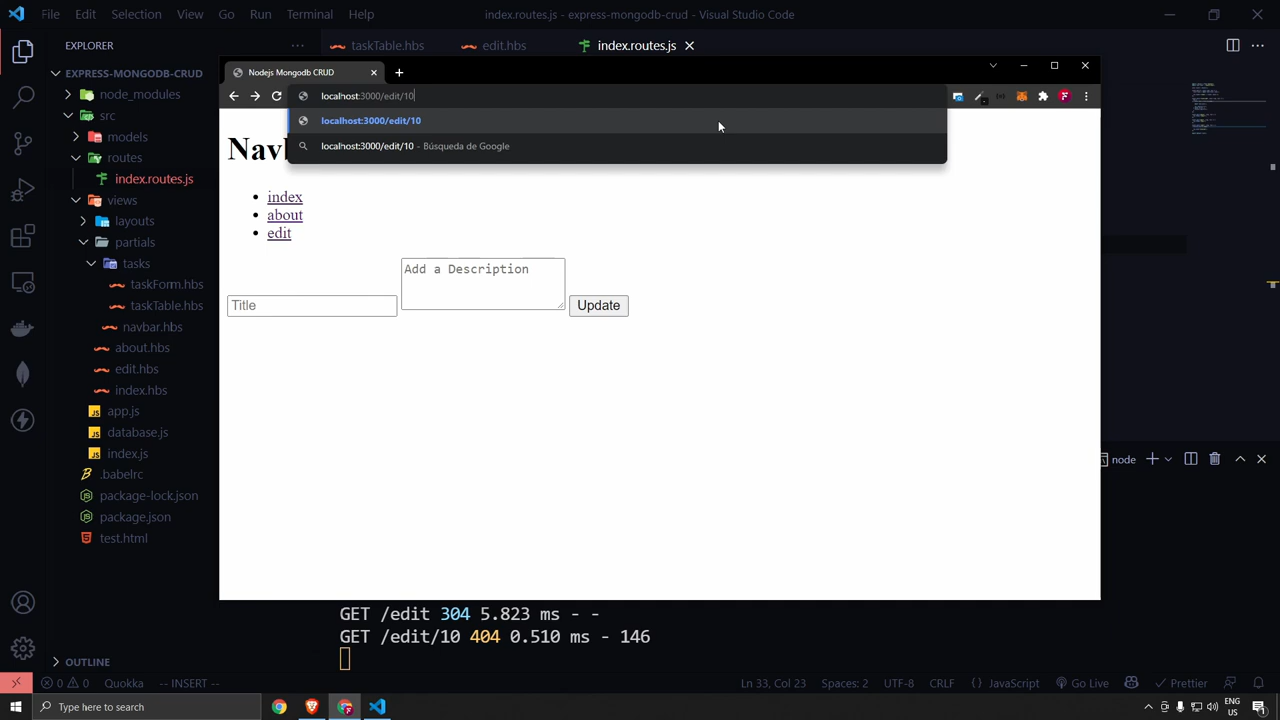 File Edit Selection View Go Run Terminal Help
index.routes.js - express-mongodb-crud - Visual Studio Code
EXPLORER
taskTable.hbs
edit.hbs
index.routes.js
EXPRESS-MONGODB-CRUD
node_modules
src
models
routes
index.routes.js
views
layouts
partials
tasks
taskForm.hbs
taskTable.hbs
navbar.hbs
about.hbs
edit.hbs
index.hbs
app.js
database.js
index.js
.babelrc
package-lock.json
package.json
test.html
OUTLINE
Nodejs Mongodb CRUD
localhost:3000/edit/10
localhost:3000/edit/10
localhost:3000/edit/10 - Búsqueda de Google
index
about
edit
Add a Description
Title
Update
node
GET /edit 304 5.823 ms - -
GET /edit/10 404 0.510 ms - 146
0 0 Quokka -- INSERT --
Ln 33, Col 23 Spaces: 2 UTF-8 CRLF {} JavaScript Go Live Prettier
Type here to search
ENG
US